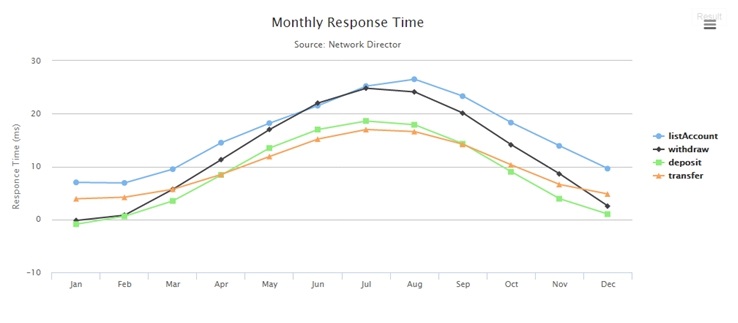 Result
Monthly Response Time
Source: Network Director
30
20
10
0
−10
Responce Time (ms)
Jan Feb Mar Apr May Jun Jul Aug Sep Oct Nov Dec
listAccount
withdraw
deposit
transfer